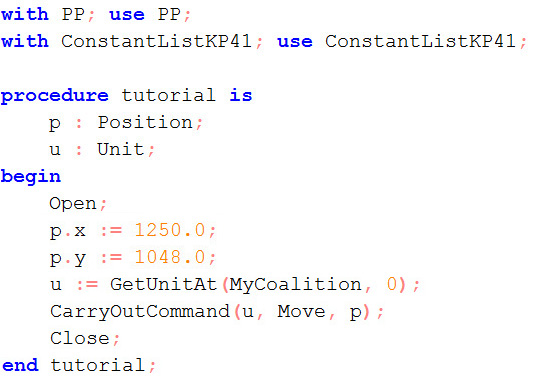 with PP; use PP;
with ConstantListKP41; use ConstantListKP41;
procedure tutorial is
p : Position;
u : Unit;
begin
Open;
p.x := 1250.0;
p.y := 1048.0;
u := GetUnitAt(MyCoalition, 0);
CarryOutCommand(u, Move, p);
Close;
end tutorial;